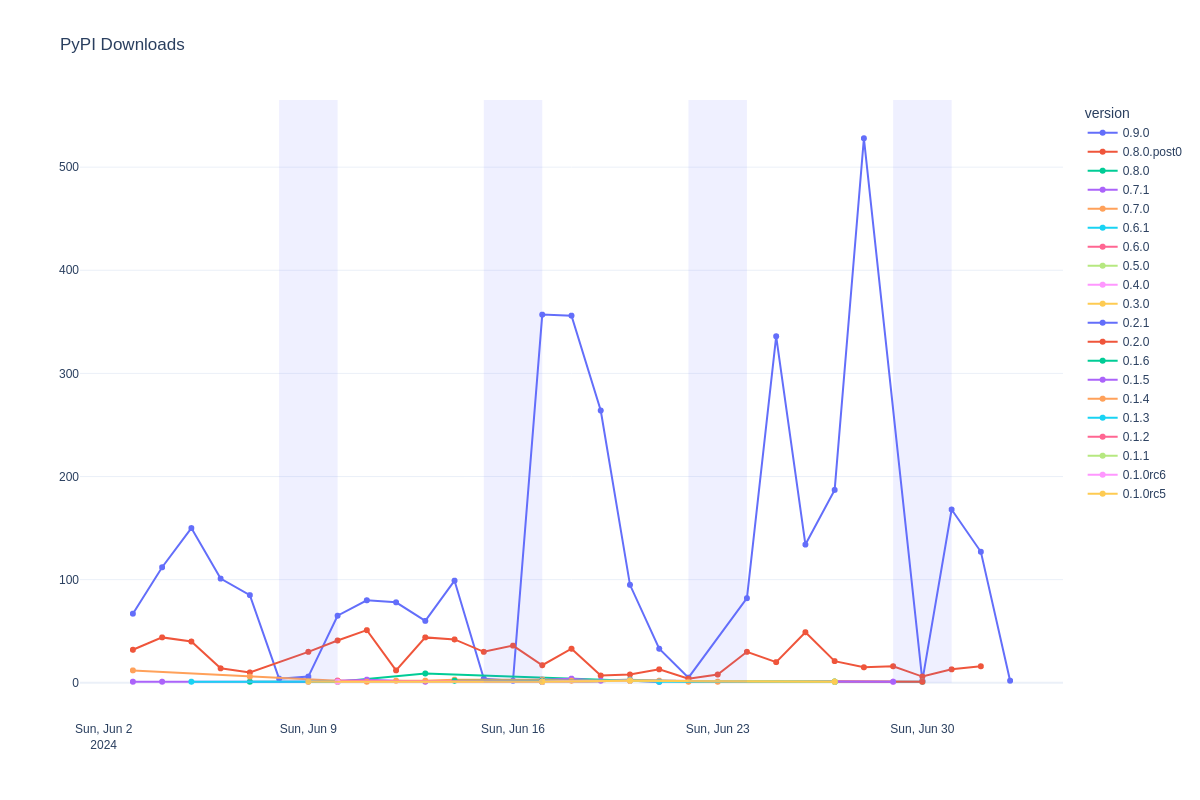 PyPI Downloads
500
400
300
200
100
0
Sun, Jun 2
2024
Sun, Jun 9
Sun, Jun 16
Sun, Jun 23
Sun, Jun 30
version
0.9.0
0.8.0.post0
0.8.0
0.7.1
0.7.0
0.6.1
0.6.0
0.5.0
0.4.0
0.3.0
0.2.1
0.2.0
0.1.6
0.1.5
0.1.4
0.1.3
0.1.2
0.1.1
0.1.0rc6
0.1.0rc5